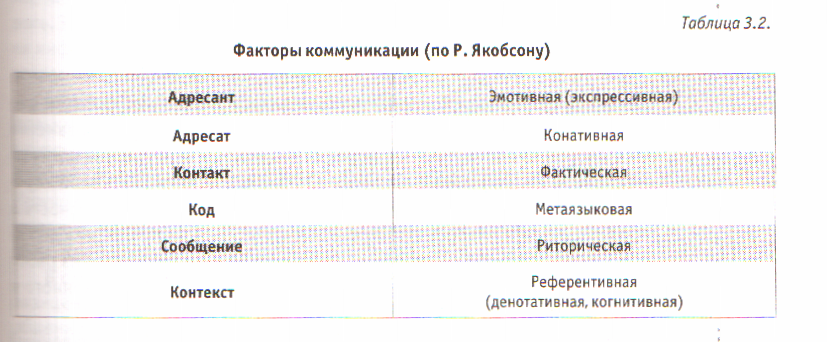 Таблица 3.2.
Факторы коммуникации (по Р. Якобсону)
Адресант Эмотивная (экспрессивная)
Адресат Конативная
Контакт Фактическая
Код Метаязыковая
Сообщение Риторическая
Контекст Референтивная
(денотативная, когнитивная)